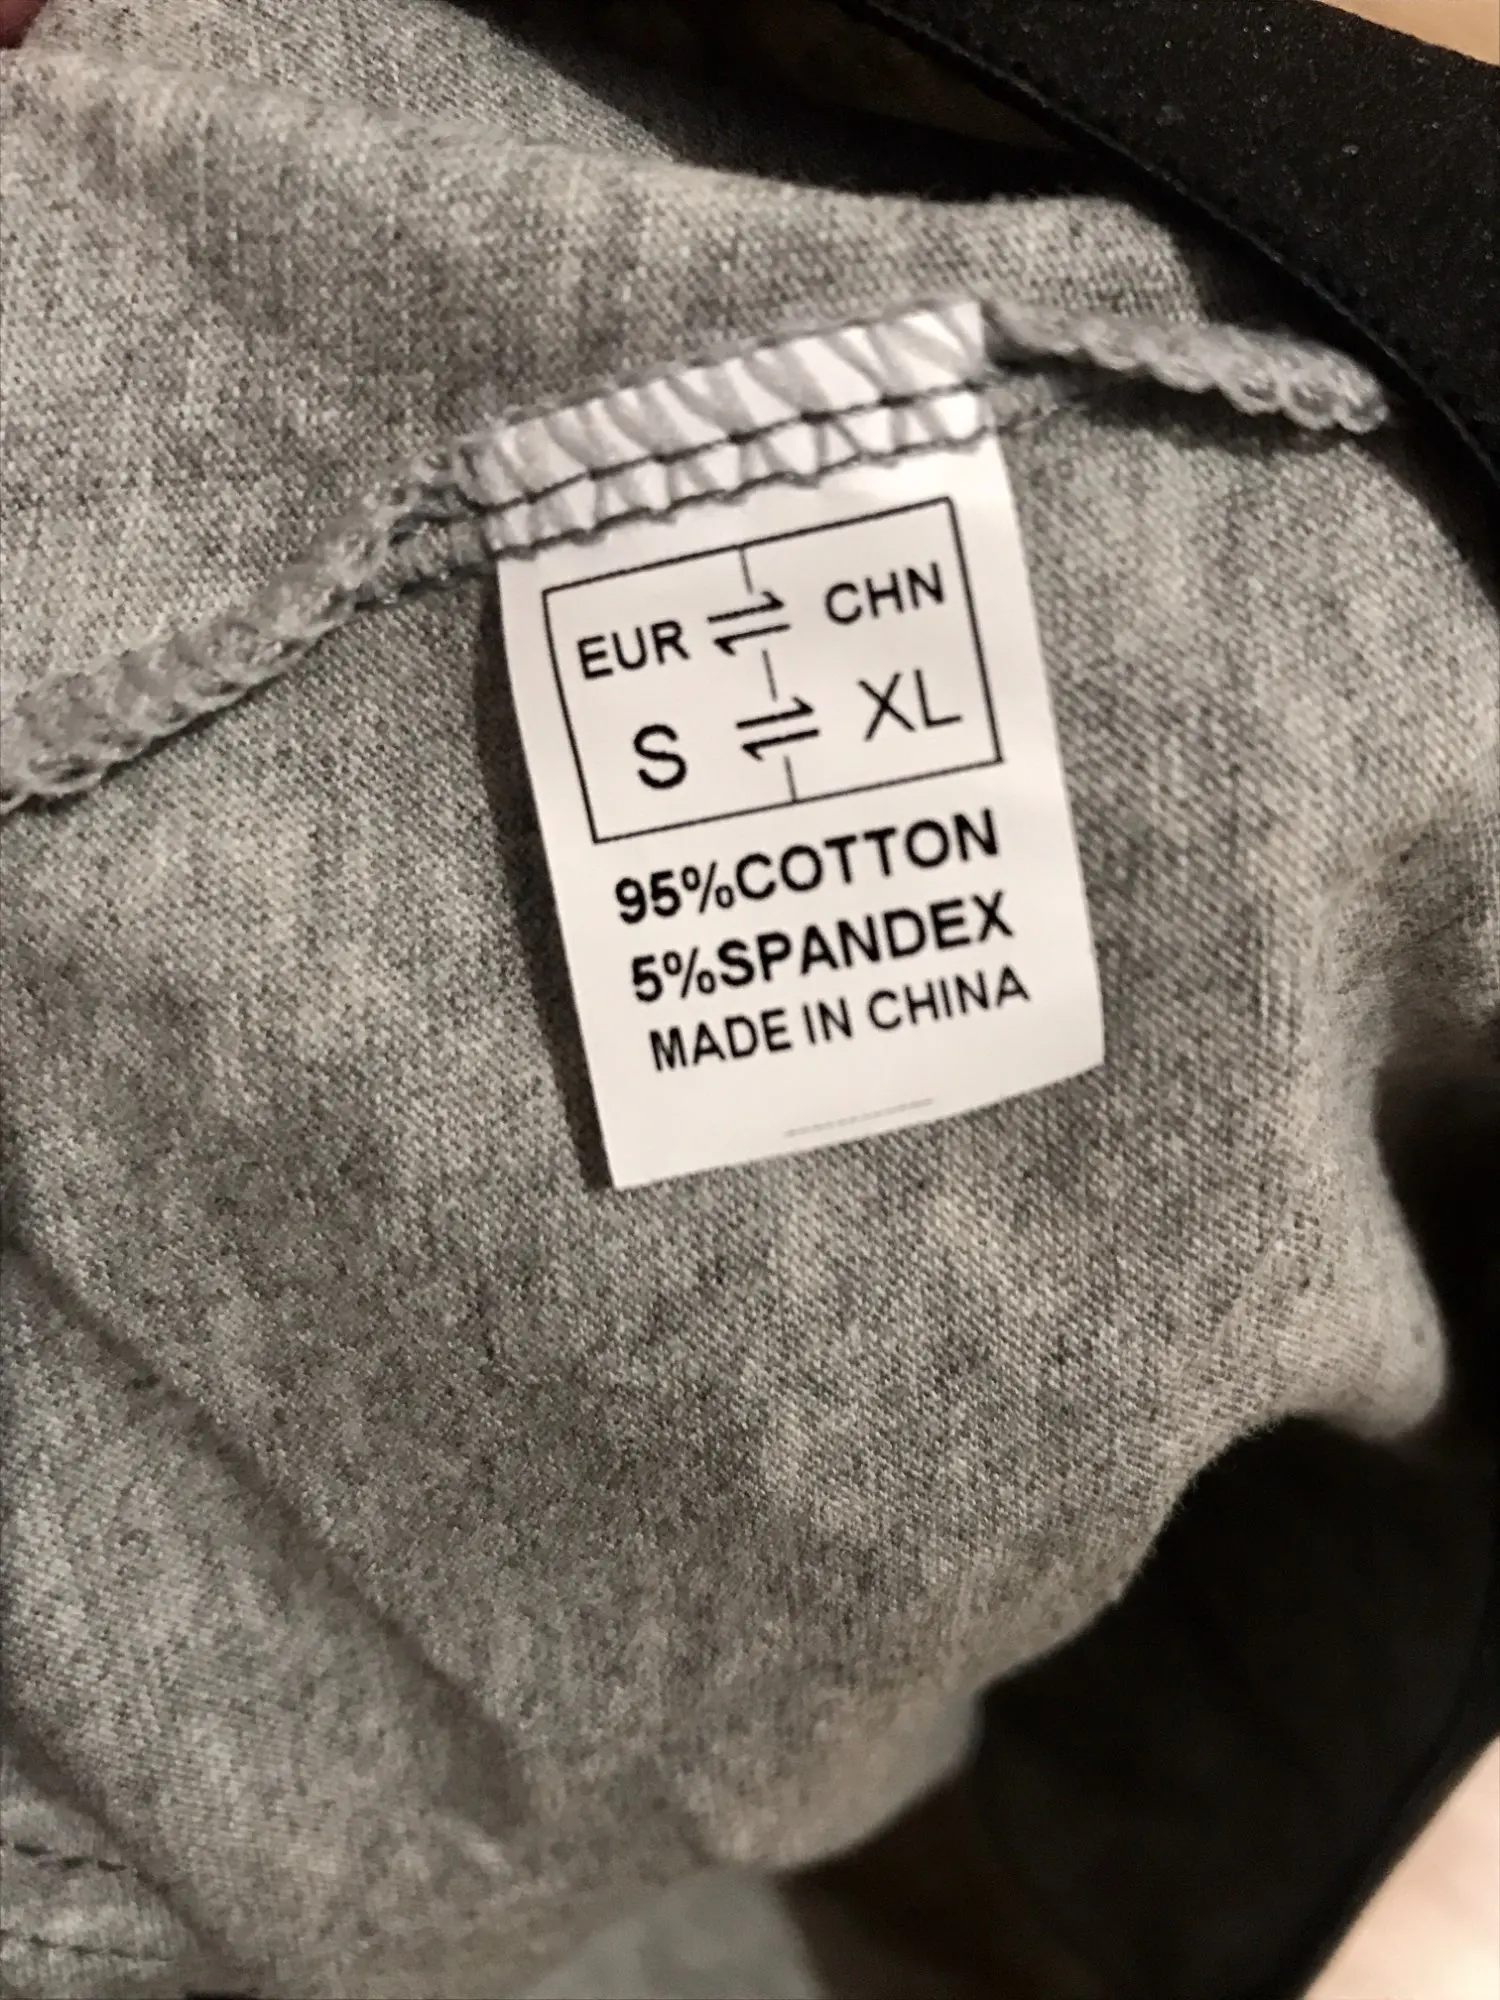 EUR ⇌ CHN
S ⇌ XL
95%COTTON
5%SPANDEX
MADE IN CHINA